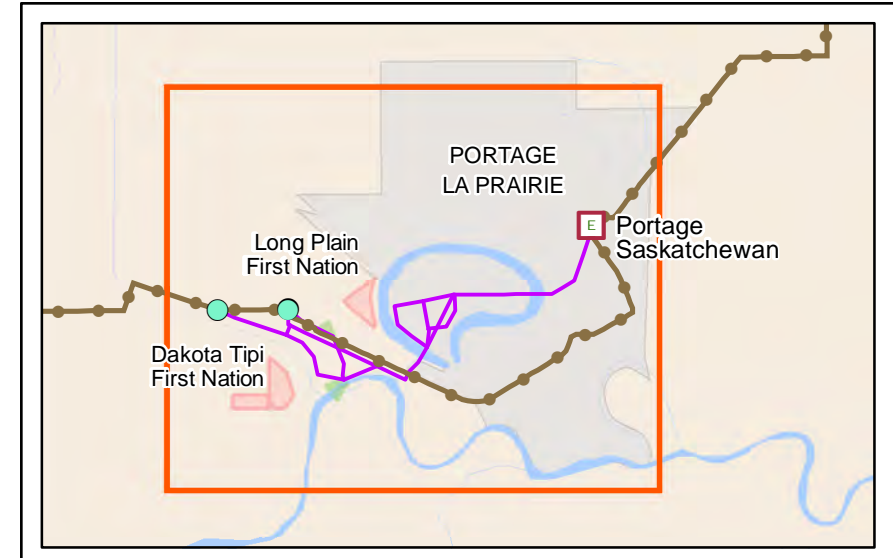 PORTAGE
LA PRAIRIE
E
Portage
Saskatchewan
Long Plain
First Nation
Dakota Tipi
First Nation